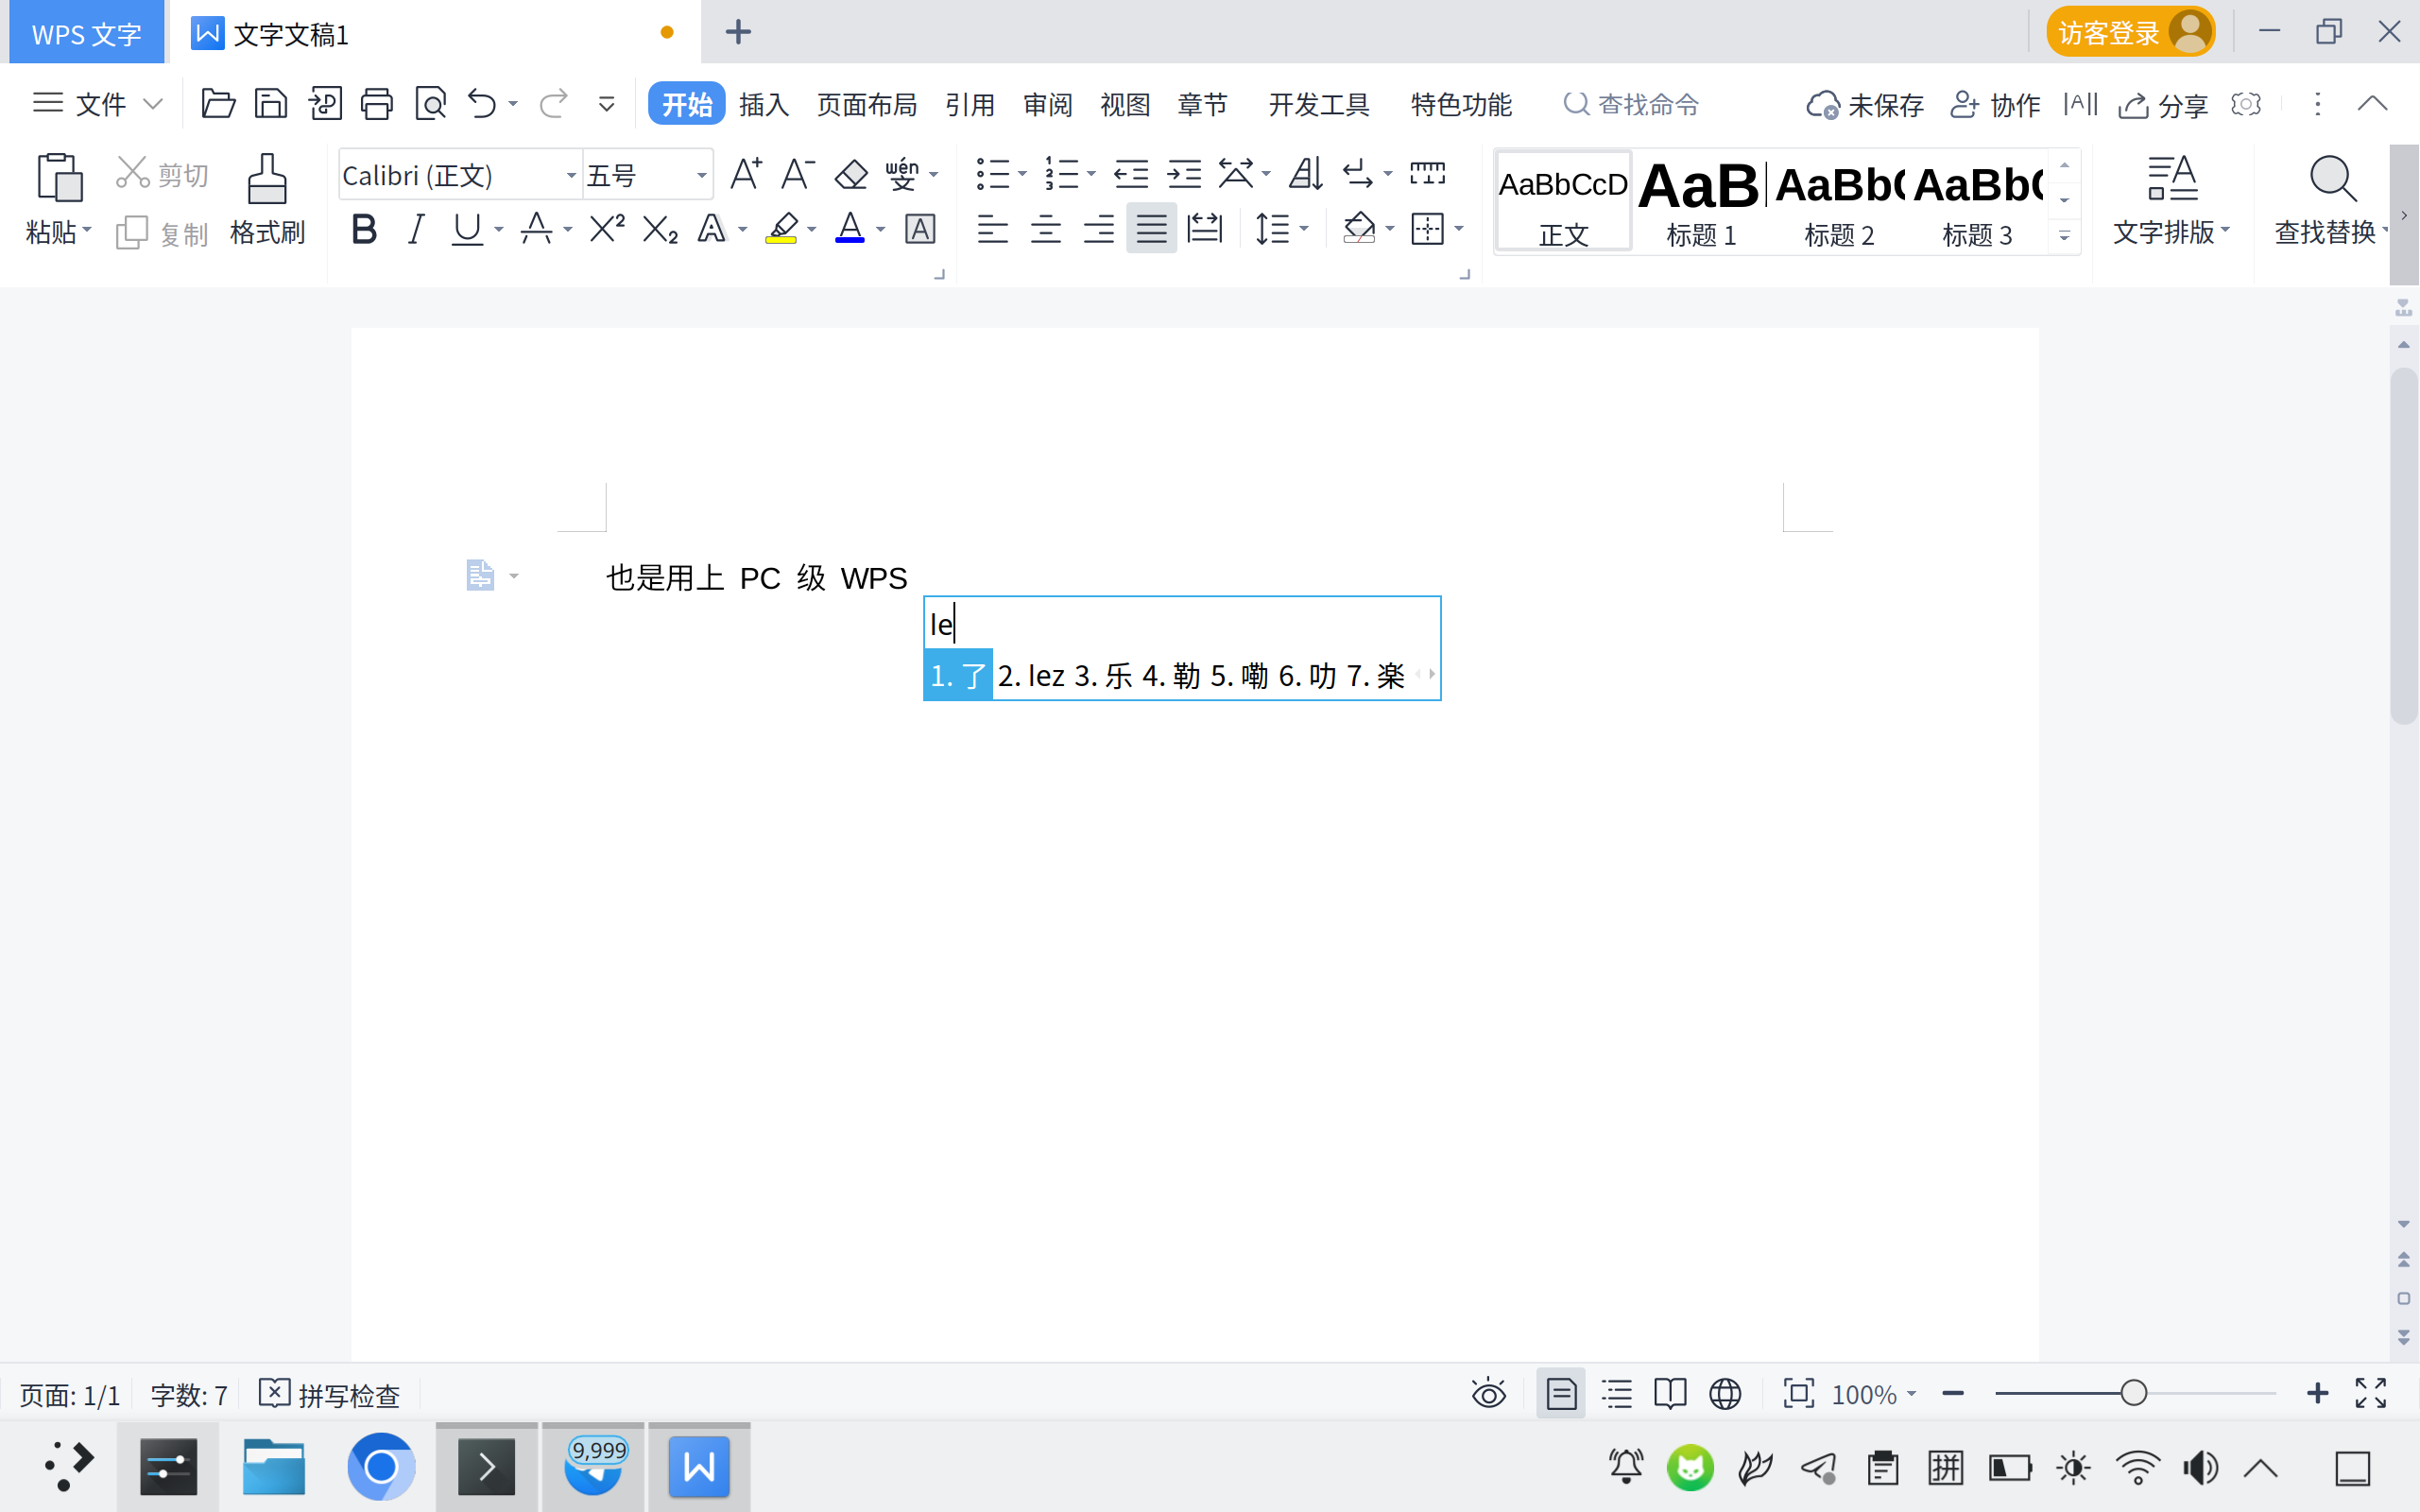 WPS 文字 文字文稿1 访客登录
文件 开始 插入 页面布局 引用 审阅 视图 章节 开发工具 特色功能 查找命令 未保存 协作 分享
Calibri (正文) 五号 wén AaBbCcD AaB AaBb AaBb
粘贴 剪切 复制 格式刷 正文 标题 1 标题 2 标题 3 文字排版 查找替换
也是用上 PC 级 WPS
le
1. 了 2. lez 3. 乐 4. 勒 5. 嘞 6. 叻 7. 楽
页面: 1/1 字数: 7 拼写检查 100%
9,999 拼